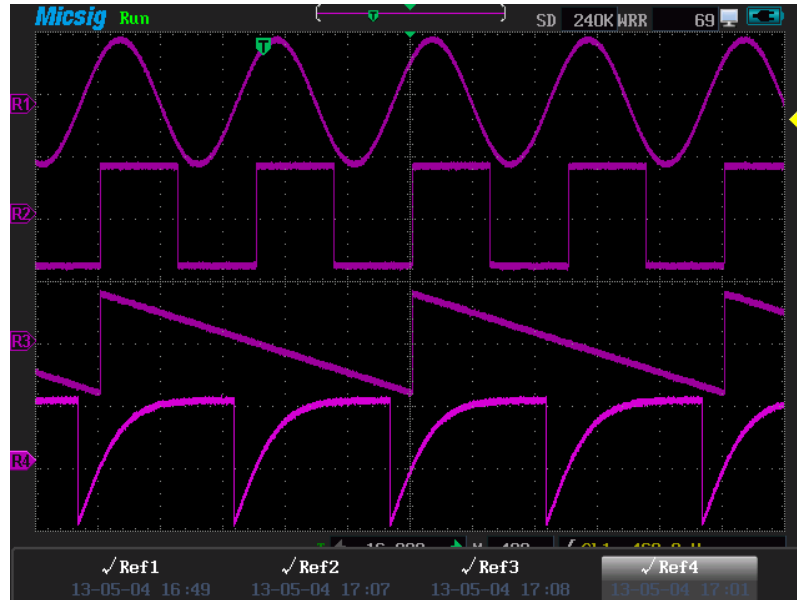 Micsig Run T SD 240K WRR 69
T
R1
R2
R3
R4
√Ref1 √Ref2 √Ref3 √Ref4
13-05-04 16:49 13-05-04 17:07 13-05-04 17:08 13-05-04 17:01